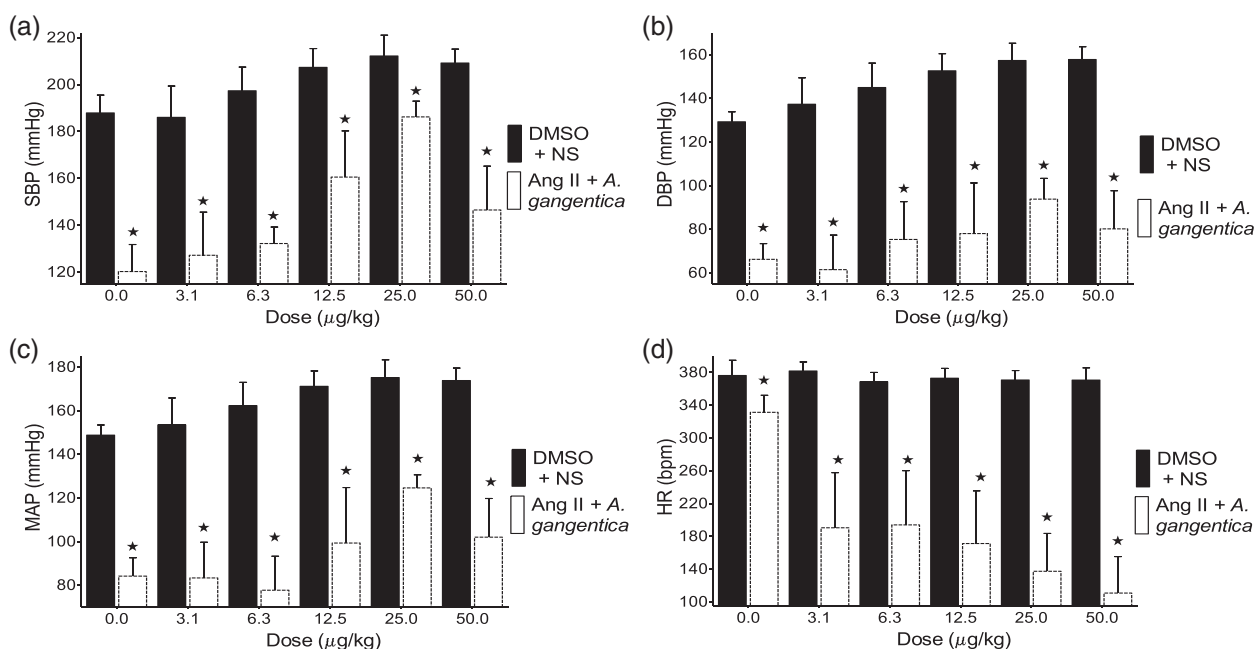 (a)
220
200
180
160
140
120
SBP (mmHg)
0.0 3.1 6.3 12.5 25.0 50.0
Dose (μg/kg)
★ ★ ★ ★ ★ ★
DMSO
+ NS
Ang II + A.
gangentica
(b)
160
140
120
100
80
60
DBP (mmHg)
0.0 3.1 6.3 12.5 25.0 50.0
Dose (μg/kg)
★ ★ ★ ★ ★ ★
DMSO
+ NS
Ang II + A.
gangentica
(c)
180
160
140
120
100
80
MAP (mmHg)
0.0 3.1 6.3 12.5 25.0 50.0
Dose (μg/kg)
★ ★ ★ ★ ★ ★
DMSO
+ NS
Ang II + A.
gangentica
(d)
380
340
300
260
220
180
140
100
HR (bpm)
0.0 3.1 6.3 12.5 25.0 50.0
Dose (μg/kg)
★ ★ ★ ★ ★ ★
DMSO
+ NS
Ang II + A.
gangentica